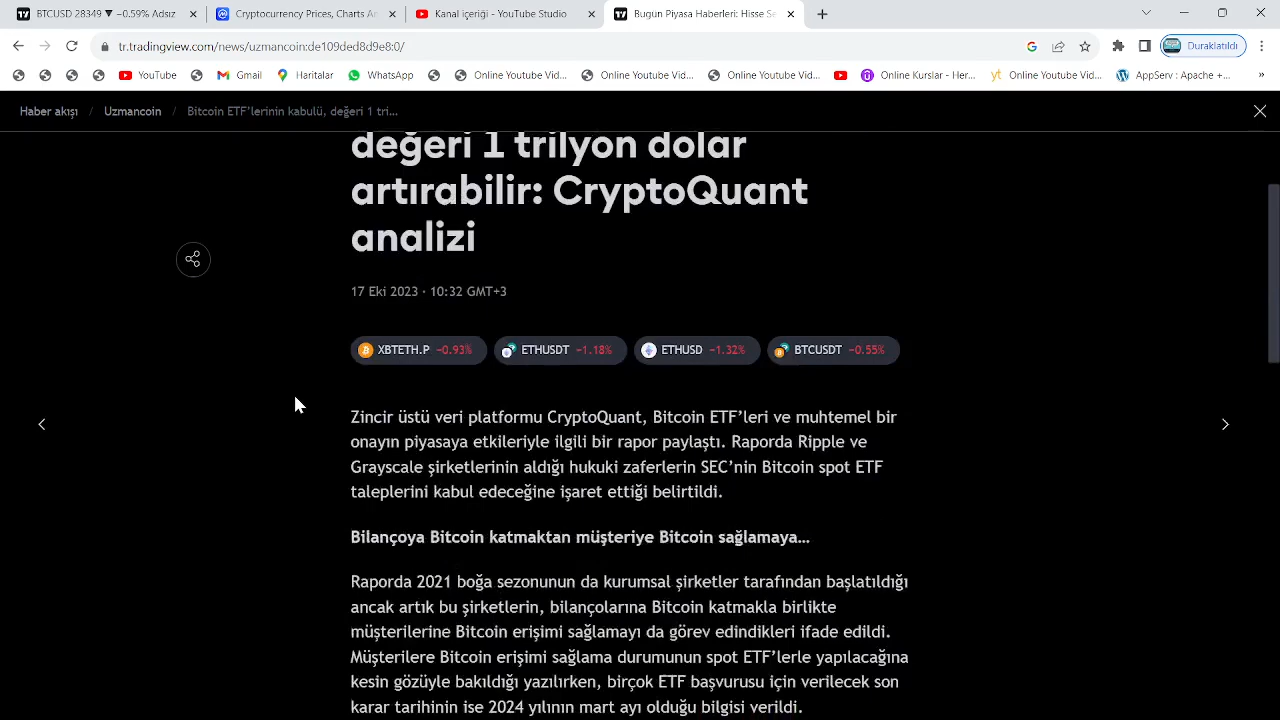 BTCUSD 28349 ▼ −0.59% Adsız
Cryptocurrency Prices, Charts An
Kanal içeriği - YouTube Studio
Bugün Piyasa Haberleri: Hisse Se
tr.tradingview.com/news/uzmancoin:de109ded8d9e8:0/
Duraklatıldı
YouTube
Gmail
Haritalar
WhatsApp
Online Youtube Vid...
Online Youtube Vid...
Online Youtube Vid...
Online Kurslar - Her...
Online Youtube Vid...
AppServ : Apache +...
»
Haber akışı / Uzmancoin / Bitcoin ETF'lerinin kabulü, değeri 1 tri...
değeri 1 trilyon dolar
artırabilir: CryptoQuant
analizi
17 Eki 2023 · 10:32 GMT+3
XBTETH.P −0.93%
ETHUSDT −1.18%
ETHUSD −1.32%
BTCUSDT −0.55%
Zincir üstü veri platformu CryptoQuant, Bitcoin ETF'leri ve muhtemel bir
onayın piyasaya etkileriyle ilgili bir rapor paylaştı. Raporda Ripple ve
Grayscale şirketlerinin aldığı hukuki zaferlerin SEC'nin Bitcoin spot ETF
taleplerini kabul edeceğine işaret ettiği belirtildi.
Bilançoya Bitcoin katmaktan müşteriye Bitcoin sağlamaya...
Raporda 2021 boğa sezonunun da kurumsal şirketler tarafından başlatıldığı
ancak artık bu şirketlerin, bilançolarına Bitcoin katmakla birlikte
müşterilerine Bitcoin erişimi sağlamayı da görev edindikleri ifade edildi.
Müşterilere Bitcoin erişimi sağlama durumunun spot ETF'lerle yapılacağına
kesin gözüyle bakıldığı yazılırken, birçok ETF başvurusu için verilecek son
karar tarihinin ise 2024 yılının mart ayı olduğu bilgisi verildi.